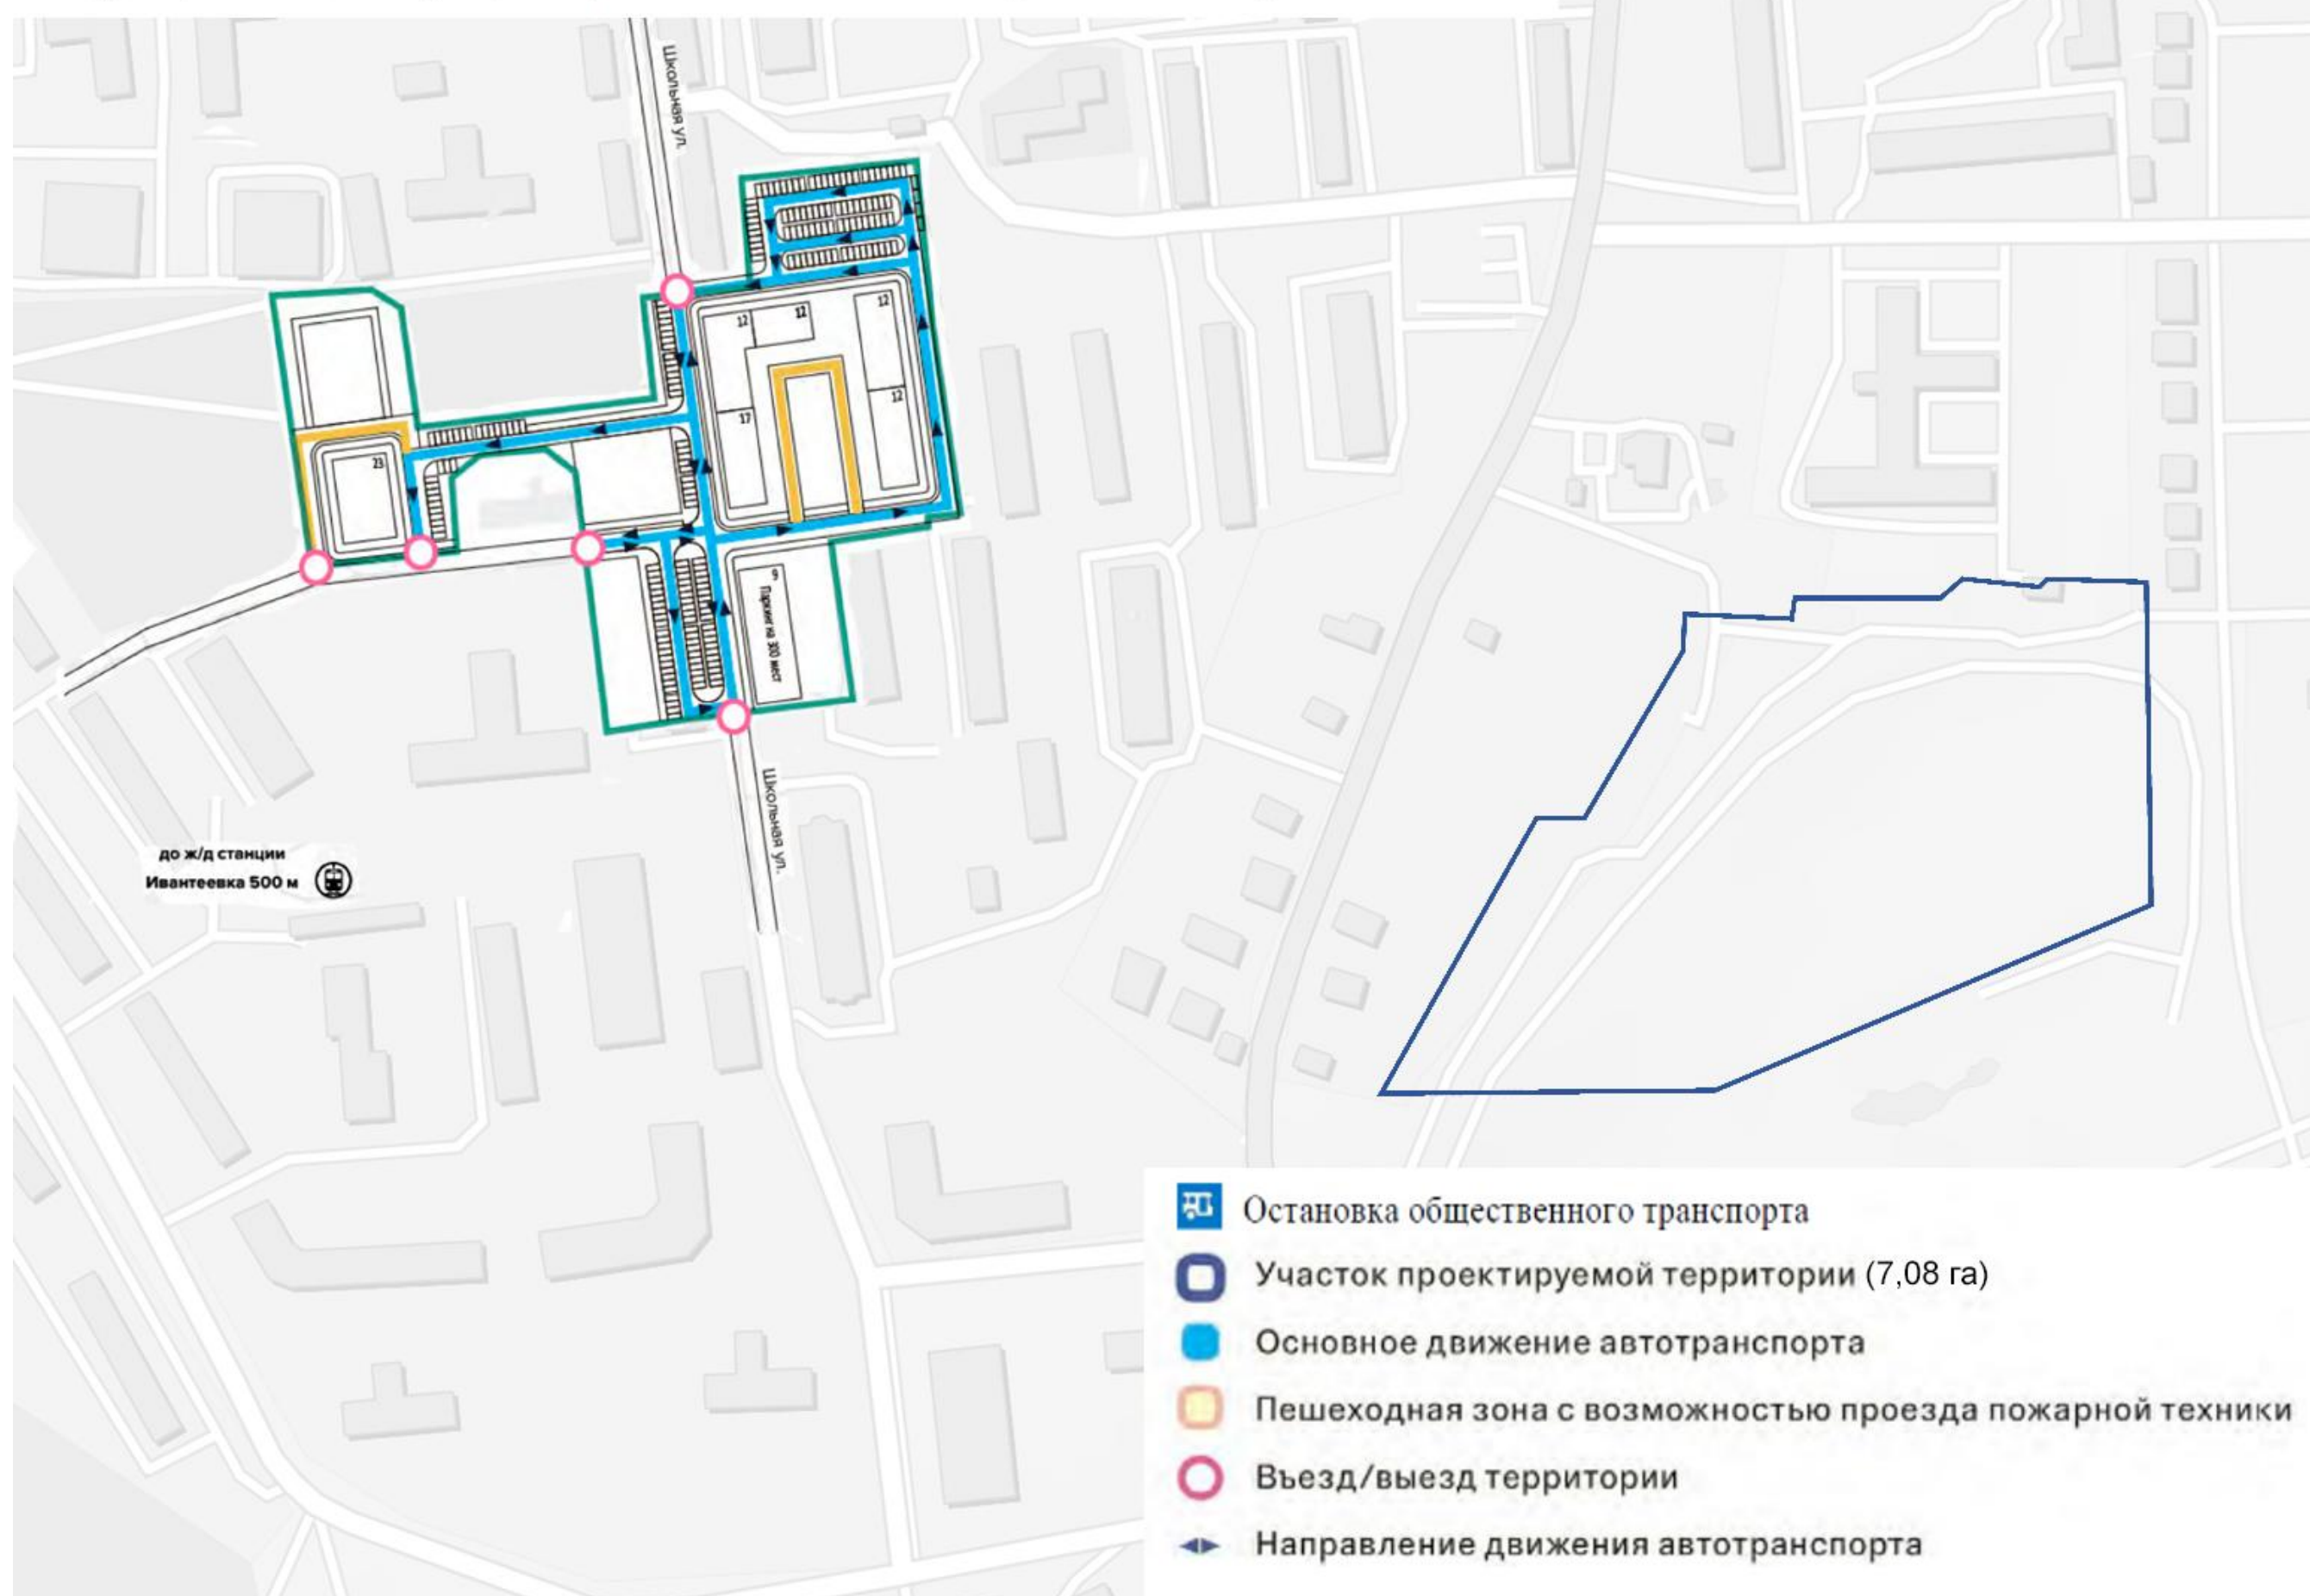 Школьная ул.
12
12
12
12
17
23
9
Паркинг на 300 мест
Школьная ул.
до ж/д станции
Ивантеевка 500 м
Остановка общественного транспорта
Участок проектируемой территории (7,08 га)
Основное движение автотранспорта
Пешеходная зона с возможностью проезда пожарной техники
Въезд/выезд территории
Направление движения автотранспорта